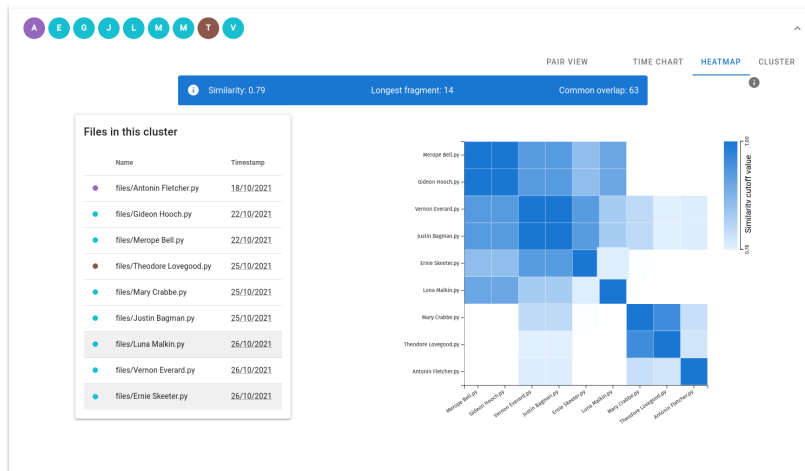 A E G J L M M T V
PAIR VIEW TIME CHART HEATMAP CLUSTER
i Similarity: 0.79 Longest fragment: 14 Common overlap: 63
Files in this cluster
Name Timestamp
files/Antonin Fletcher.py 18/10/2021
files/Gideon Hooch.py 22/10/2021
files/Merope Bell.py 22/10/2021
files/Theodore Lovegood.py 25/10/2021
files/Mary Crabbe.py 25/10/2021
files/Justin Bagman.py 25/10/2021
files/Luna Malkin.py 26/10/2021
files/Vernon Everard.py 26/10/2021
files/Ernie Skeeter.py 26/10/2021
Merope Bell.py
Gideon Hooch.py
Vernon Everard.py
Justin Bagman.py
Ernie Skeeter.py
Luna Malkin.py
Mary Crabbe.py
Theodore Lovegood.py
Antonin Fletcher.py
Merope Bell.py
Gideon Hooch.py
Vernon Everard.py
Justin Bagman.py
Ernie Skeeter.py
Luna Malkin.py
Mary Crabbe.py
Theodore Lovegood.py
Antonin Fletcher.py
1.00
Similarity cutoff value
0.78